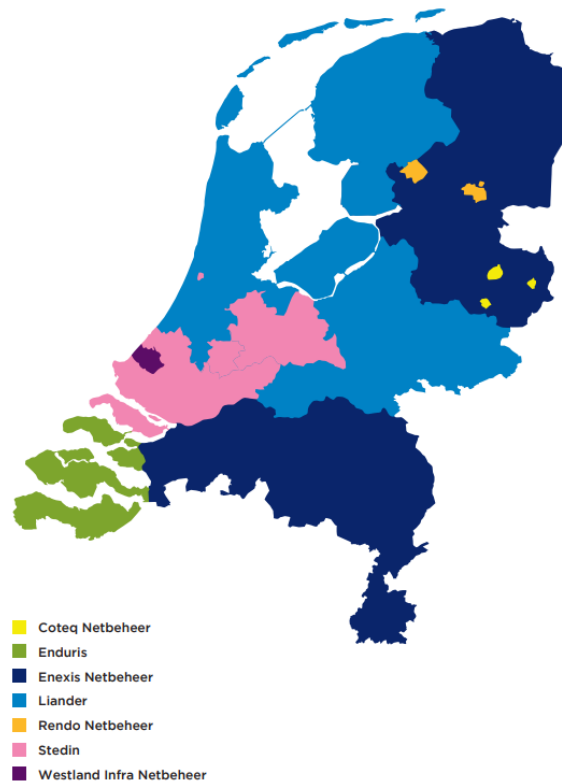 Coteq Netbeheer
Enduris
Enexis Netbeheer
Liander
Rendo Netbeheer
Stedin
Westland Infra Netbeheer